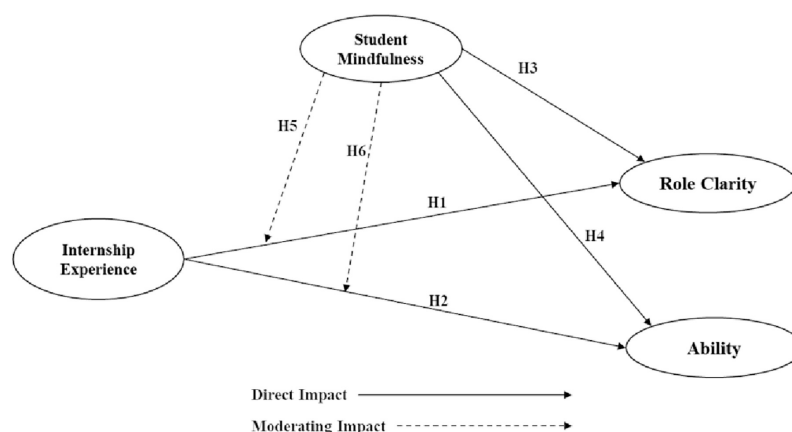 Student
Mindfulness
H3
H5
H6
Role Clarity
H1
H4
Internship
Experience
H2
Ability
Direct Impact
Moderating Impact